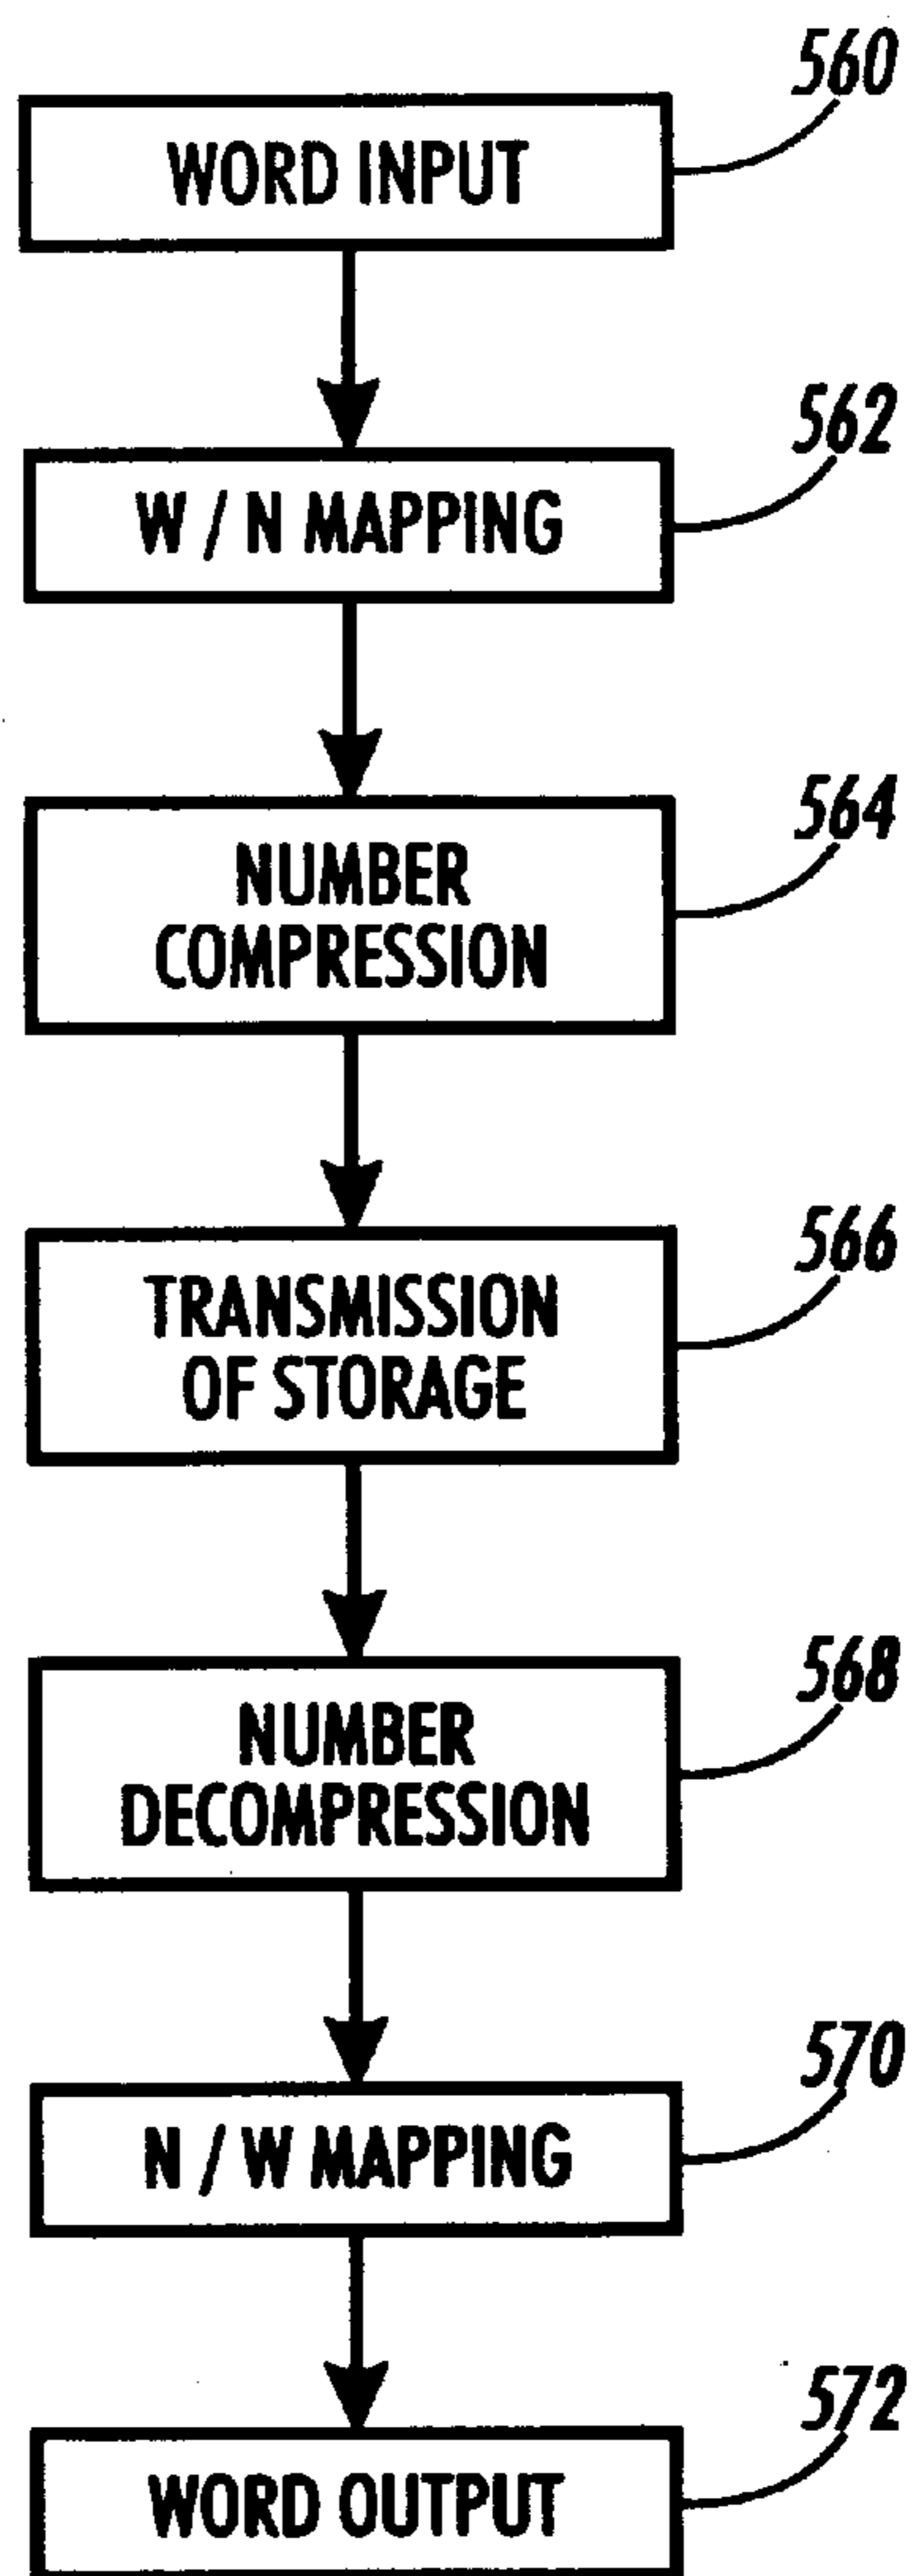 560
WORD INPUT
562
W / N MAPPING
564
NUMBER
COMPRESSION
566
TRANSMISSION
OF STORAGE
568
NUMBER
DECOMPRESSION
570
N / W MAPPING
572
WORD OUTPUT